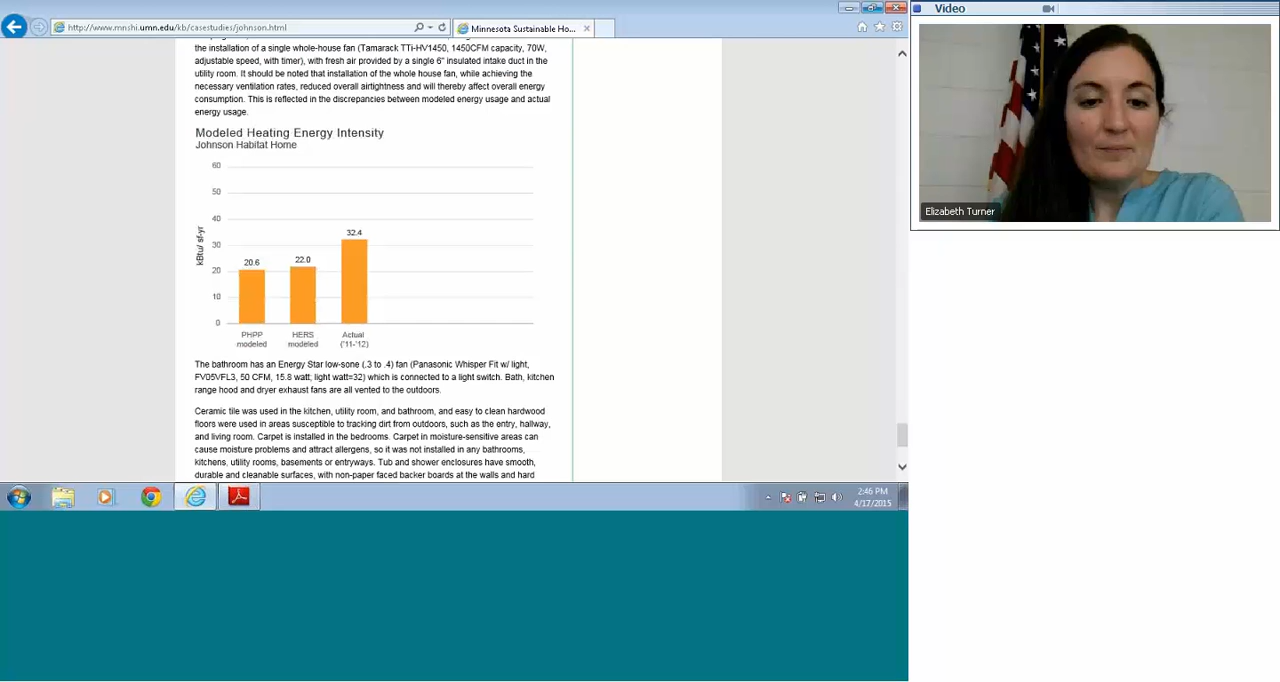 http://www.mnshi.umn.edu/kb/casestudies/johnson.html
Minnesota Sustainable Ho...
the installation of a single whole-house fan (Tamarack TTi-HV1450, 1450CFM capacity, 70W,
adjustable speed, with timer), with fresh air provided by a single 6" insulated intake duct in the
utility room. It should be noted that installation of the whole house fan, while achieving the
necessary ventilation rates, reduced overall airtightness and will thereby affect overall energy
consumption. This is reflected in the discrepancies between modeled energy usage and actual
energy usage.
Modeled Heating Energy Intensity
Johnson Habitat Home
60
50
40
30
20
10
0
kBtu/ sf-yr
20.6
22.0
32.4
PHPP
modeled
HERS
modeled
Actual
('11-'12)
The bathroom has an Energy Star low-sone (.3 to .4) fan (Panasonic Whisper Fit w/ light,
FV05VFL3, 50 CFM, 15.8 watt; light watt=32) which is connected to a light switch. Bath, kitchen
range hood and dryer exhaust fans are all vented to the outdoors.
Ceramic tile was used in the kitchen, utility room, and bathroom, and easy to clean hardwood
floors were used in areas susceptible to tracking dirt from outdoors, such as the entry, hallway,
and living room. Carpet is installed in the bedrooms. Carpet in moisture-sensitive areas can
cause moisture problems and attract allergens, so it was not installed in any bathrooms,
kitchens, utility rooms, basements or entryways. Tub and shower enclosures have smooth,
durable and cleanable surfaces, with non-paper faced backer boards at the walls and hard
2:46 PM
4/17/2015
Video
Elizabeth Turner